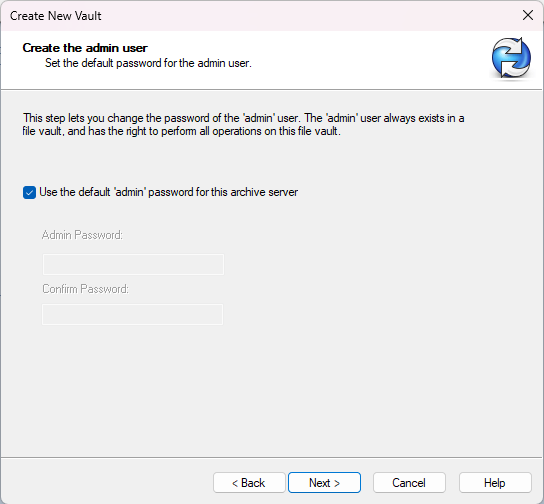 Create New Vault
Create the admin user
Set the default password for the admin user.
This step lets you change the password of the 'admin' user. The 'admin' user always exists in a
file vault, and has the right to perform all operations on this file vault.
Use the default 'admin' password for this archive server
Admin Password:
Confirm Password:
< Back
Next >
Cancel
Help